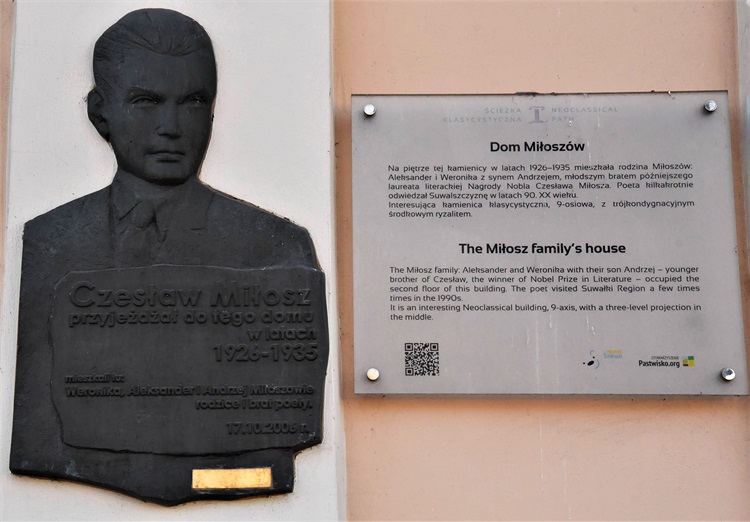 Czesław Miłosz
przyjeżdżał do tego domu
w latach
1926-1935
mieszkali tu:
Weronika, Aleksander i Andrzej Miłoszowie
rodzice i brat poety.
17.10.2006 r.
ŚCIEŻKA NEOCLASSICAL
KLASYCYSTYCZNA PATH
Dom Miłoszów
Na piętrze tej kamienicy w latach 1926–1935 mieszkała rodzina Miłoszów:
Aleksander i Weronika z synem Andrzejem, młodszym bratem późniejszego
laureata literackiej Nagrody Nobla Czesława Miłosza. Poeta kilkakrotnie
odwiedzał Suwalszczyznę w latach 90. XX wieku.
Interesująca kamienica klasycystyczna, 9-osiowa, z trójkondygnacyjnym
środkowym ryzalitem.
The Miłosz family's house
The Miłosz family: Aleksander and Weronika with their son Andrzej – younger
brother of Czesław, the winner of Nobel Prize in Literature – occupied the
second floor of this building. The poet visited Suwałki Region a few times
times in the 1990s.
It is an interesting Neoclassical building, 9-axis, with a three-level projection in
the middle.
Pastwisko.org